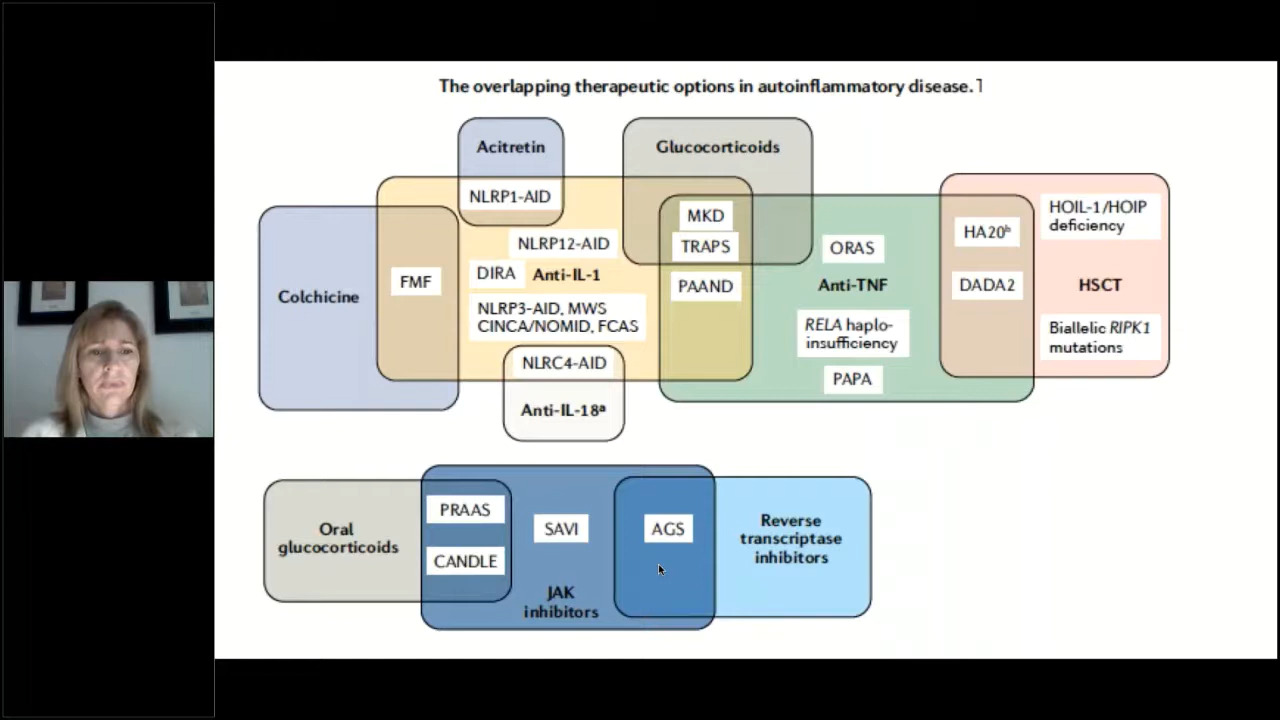 The overlapping therapeutic options in autoinflammatory disease.1
Acitretin
Glucocorticoids
NLRP1-AID
MKD
HOIL-1/HOIP
deficiency
HA20ᵇ
NLRP12-AID
TRAPS
ORAS
FMF
DIRA
Anti-IL-1
PAAND
Anti-TNF
DADA2
HSCT
Colchicine
NLRP3-AID, MWS
CINCA/NOMID, FCAS
RELA haplo-
insufficiency
Biallelic RIPK1
mutations
NLRC4-AID
PAPA
Anti-IL-18ᵃ
PRAAS
Oral
glucocorticoids
SAVI
AGS
Reverse
transcriptase
inhibitors
CANDLE
JAK
inhibitors